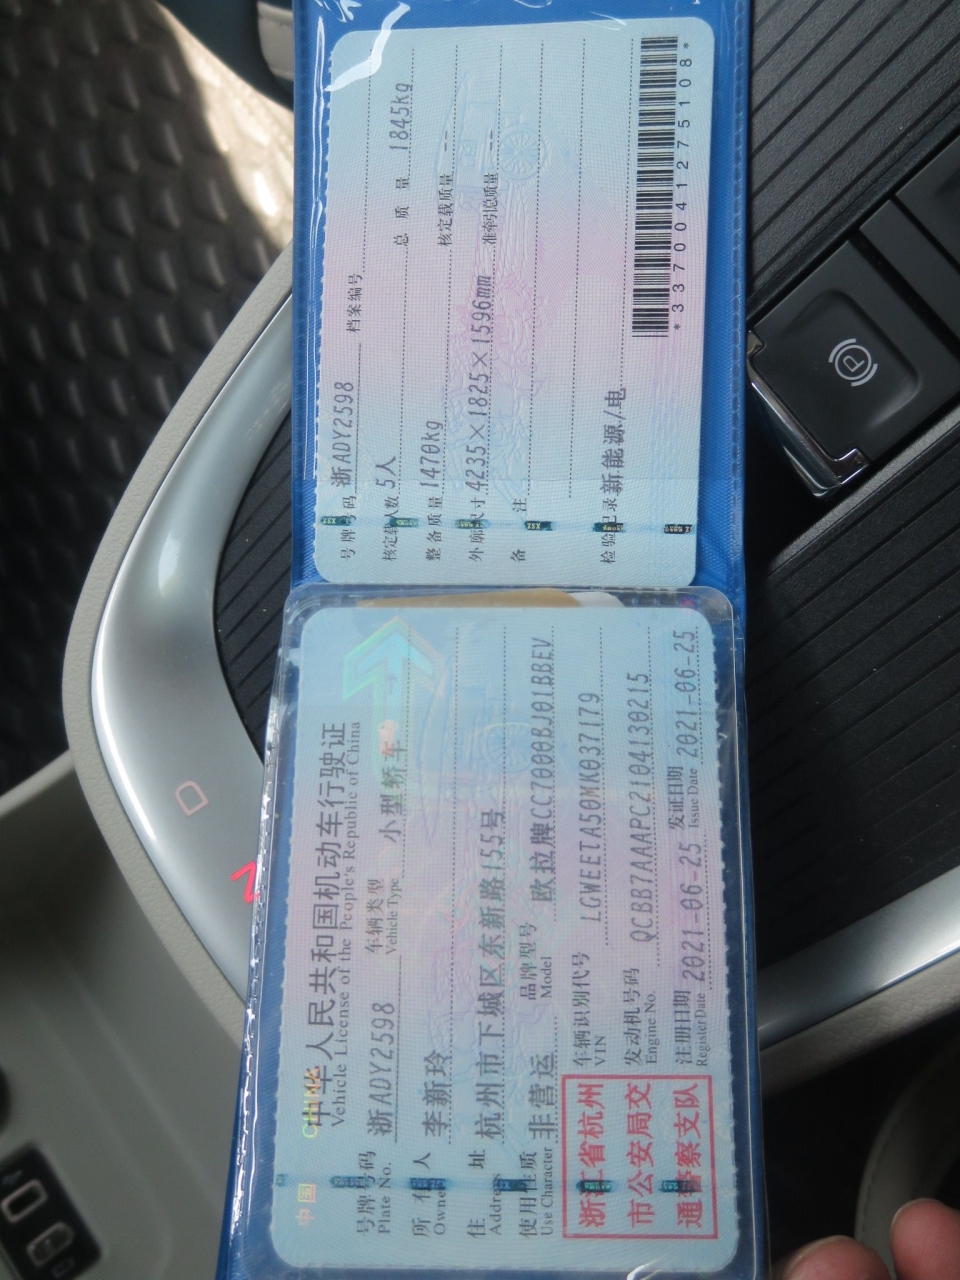 中华人民共和国机动车行驶证
Vehicle License of the People's Republic of China
号牌号码 浙ADY2598 车辆类型 小型轿车
Plate No. Vehicle Type
所有人 李新玲
Owner
住址 杭州市下城区东新路155号
Address
使用性质 非营运 品牌型号 欧拉牌CC7000BJ01BBEV
Use Character Model
浙江省杭州
市公安局交
通警察支队
车辆识别代号 LGWEETA50MK037179
VIN
发动机号码 QCBB7AAAPC2104130215
Engine No.
注册日期 2021-06-25 发证日期 2021-06-25
Register Date Issue Date
中国
CHINA
号牌号码 浙ADY2598 档案编号
核定载人数 5人 总质量 1845kg
整备质量 1470kg 核定载质量 --
外廓尺寸 4235×1825×1596mm 准牵引总质量 --
备注
检验记录 新能源/电
*3370041275108*
P
D
N